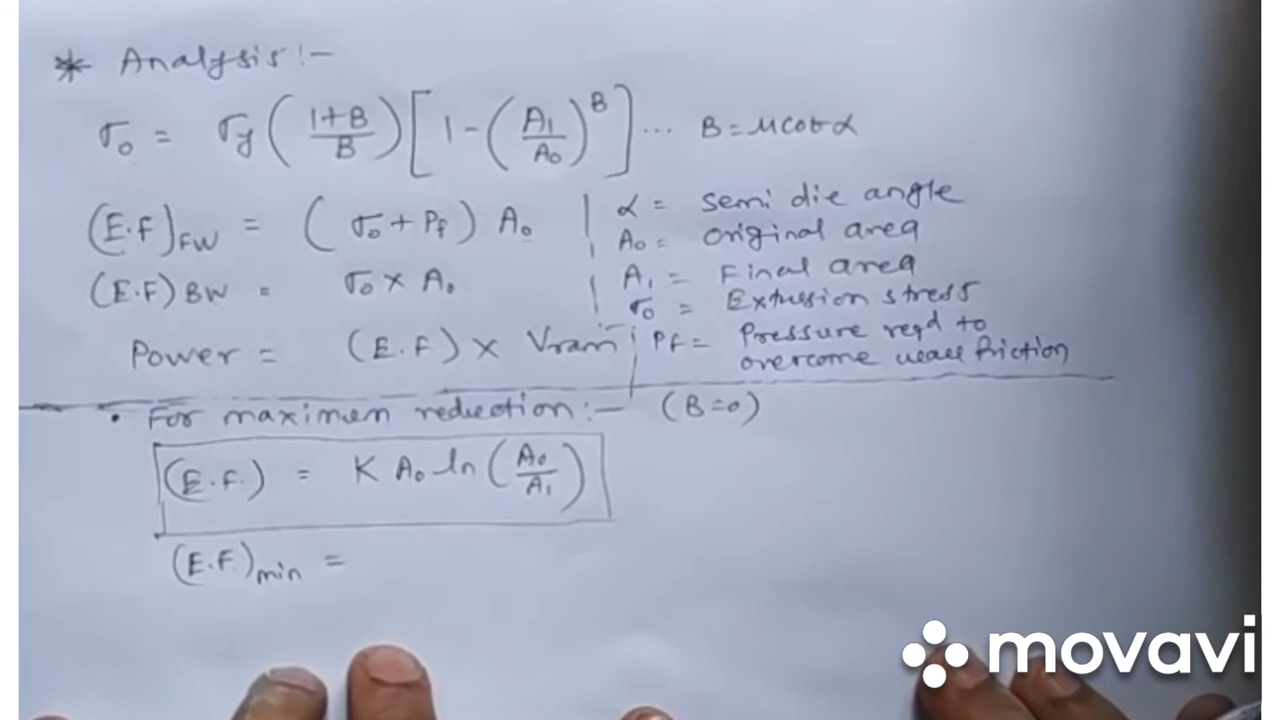 * Analysis:-
σ₀ = σy (1+B/B) [1-(A₁/A₀)^B] ... B = μcot α
(E.F)FW = (σ₀ + Pf) A₀ | α = semi die angle
A₀ = original area
(E.F) BW = σ₀ × A₀ | A₁ = Final area
σ₀ = Extrusion stress
Power = (E.F) × Vram | PF = Pressure reqd to
overcome wall friction
• For maximum reduction:- (B=0)
(E.F.) = K A₀ ln (A₀/A₁)
(E.F.)min =
movavi